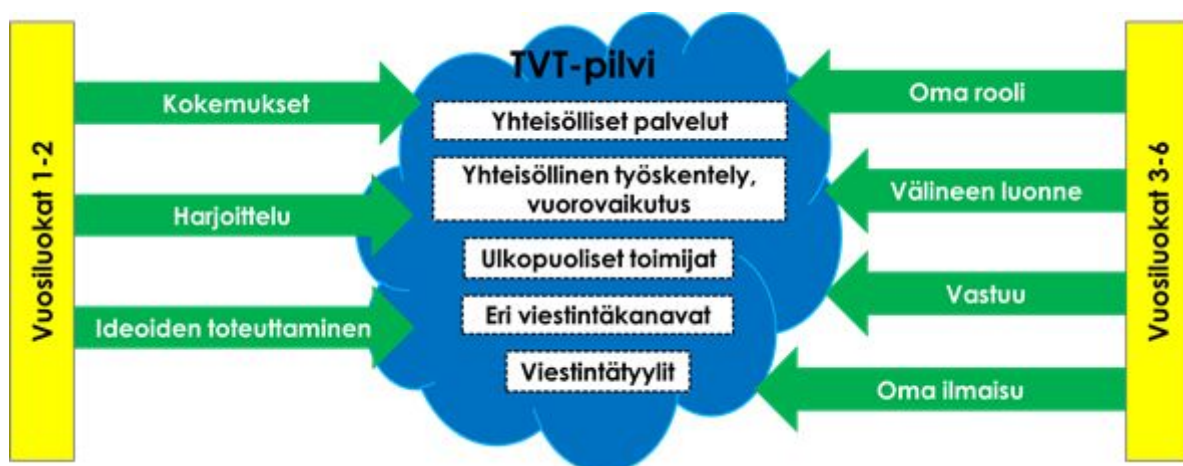 Vuosiluokat 1-2
Kokemukset
Harjoittelu
Ideoiden toteuttaminen
TVT-pilvi
Yhteisölliset palvelut
Yhteisöllinen työskentely,
vuorovaikutus
Ulkopuoliset toimijat
Eri viestintäkanavat
Viestintätyylit
Oma rooli
Välineen luonne
Vastuu
Oma ilmaisu
Vuosiluokat 3-6